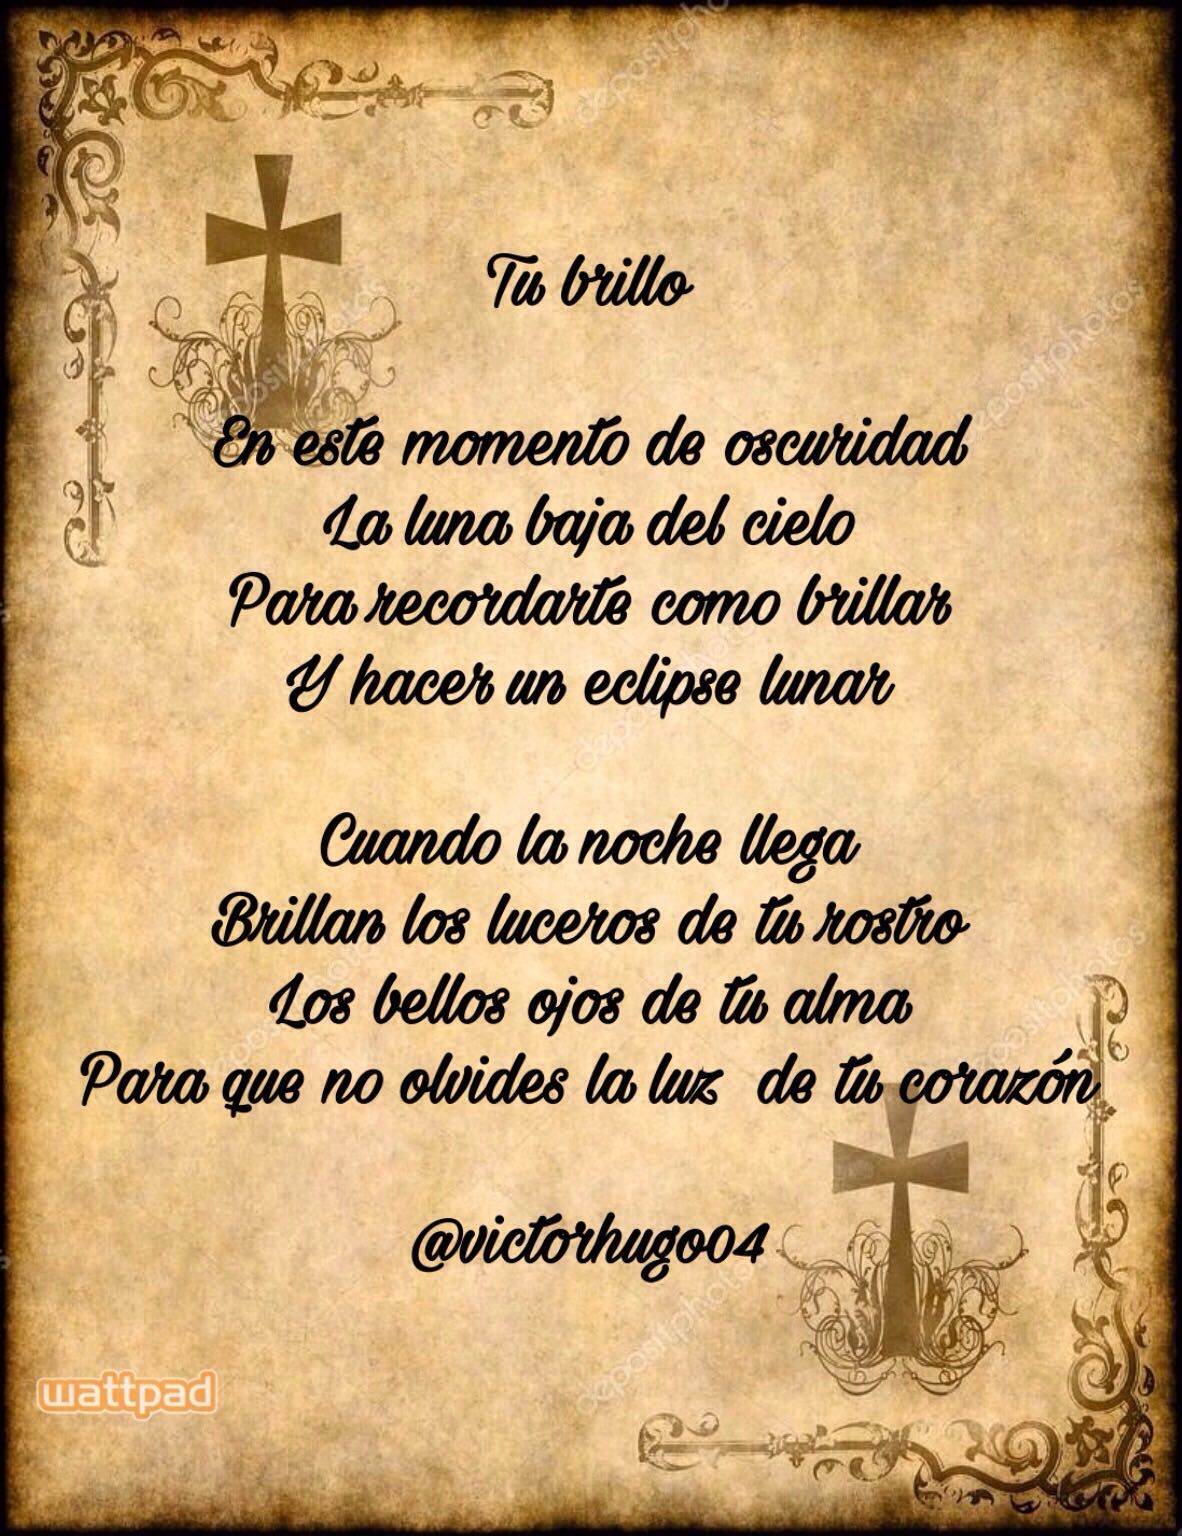 Tu brillo
En este momento de oscuridad
La luna baja del cielo
Para recordarte como brillar
Y hacer un eclipse lunar
Cuando la noche llega
Brillan los luceros de tu rostro
Los bellos ojos de tu alma
Para que no olvides la luz de tu corazón
@victorhugo04
wattpad